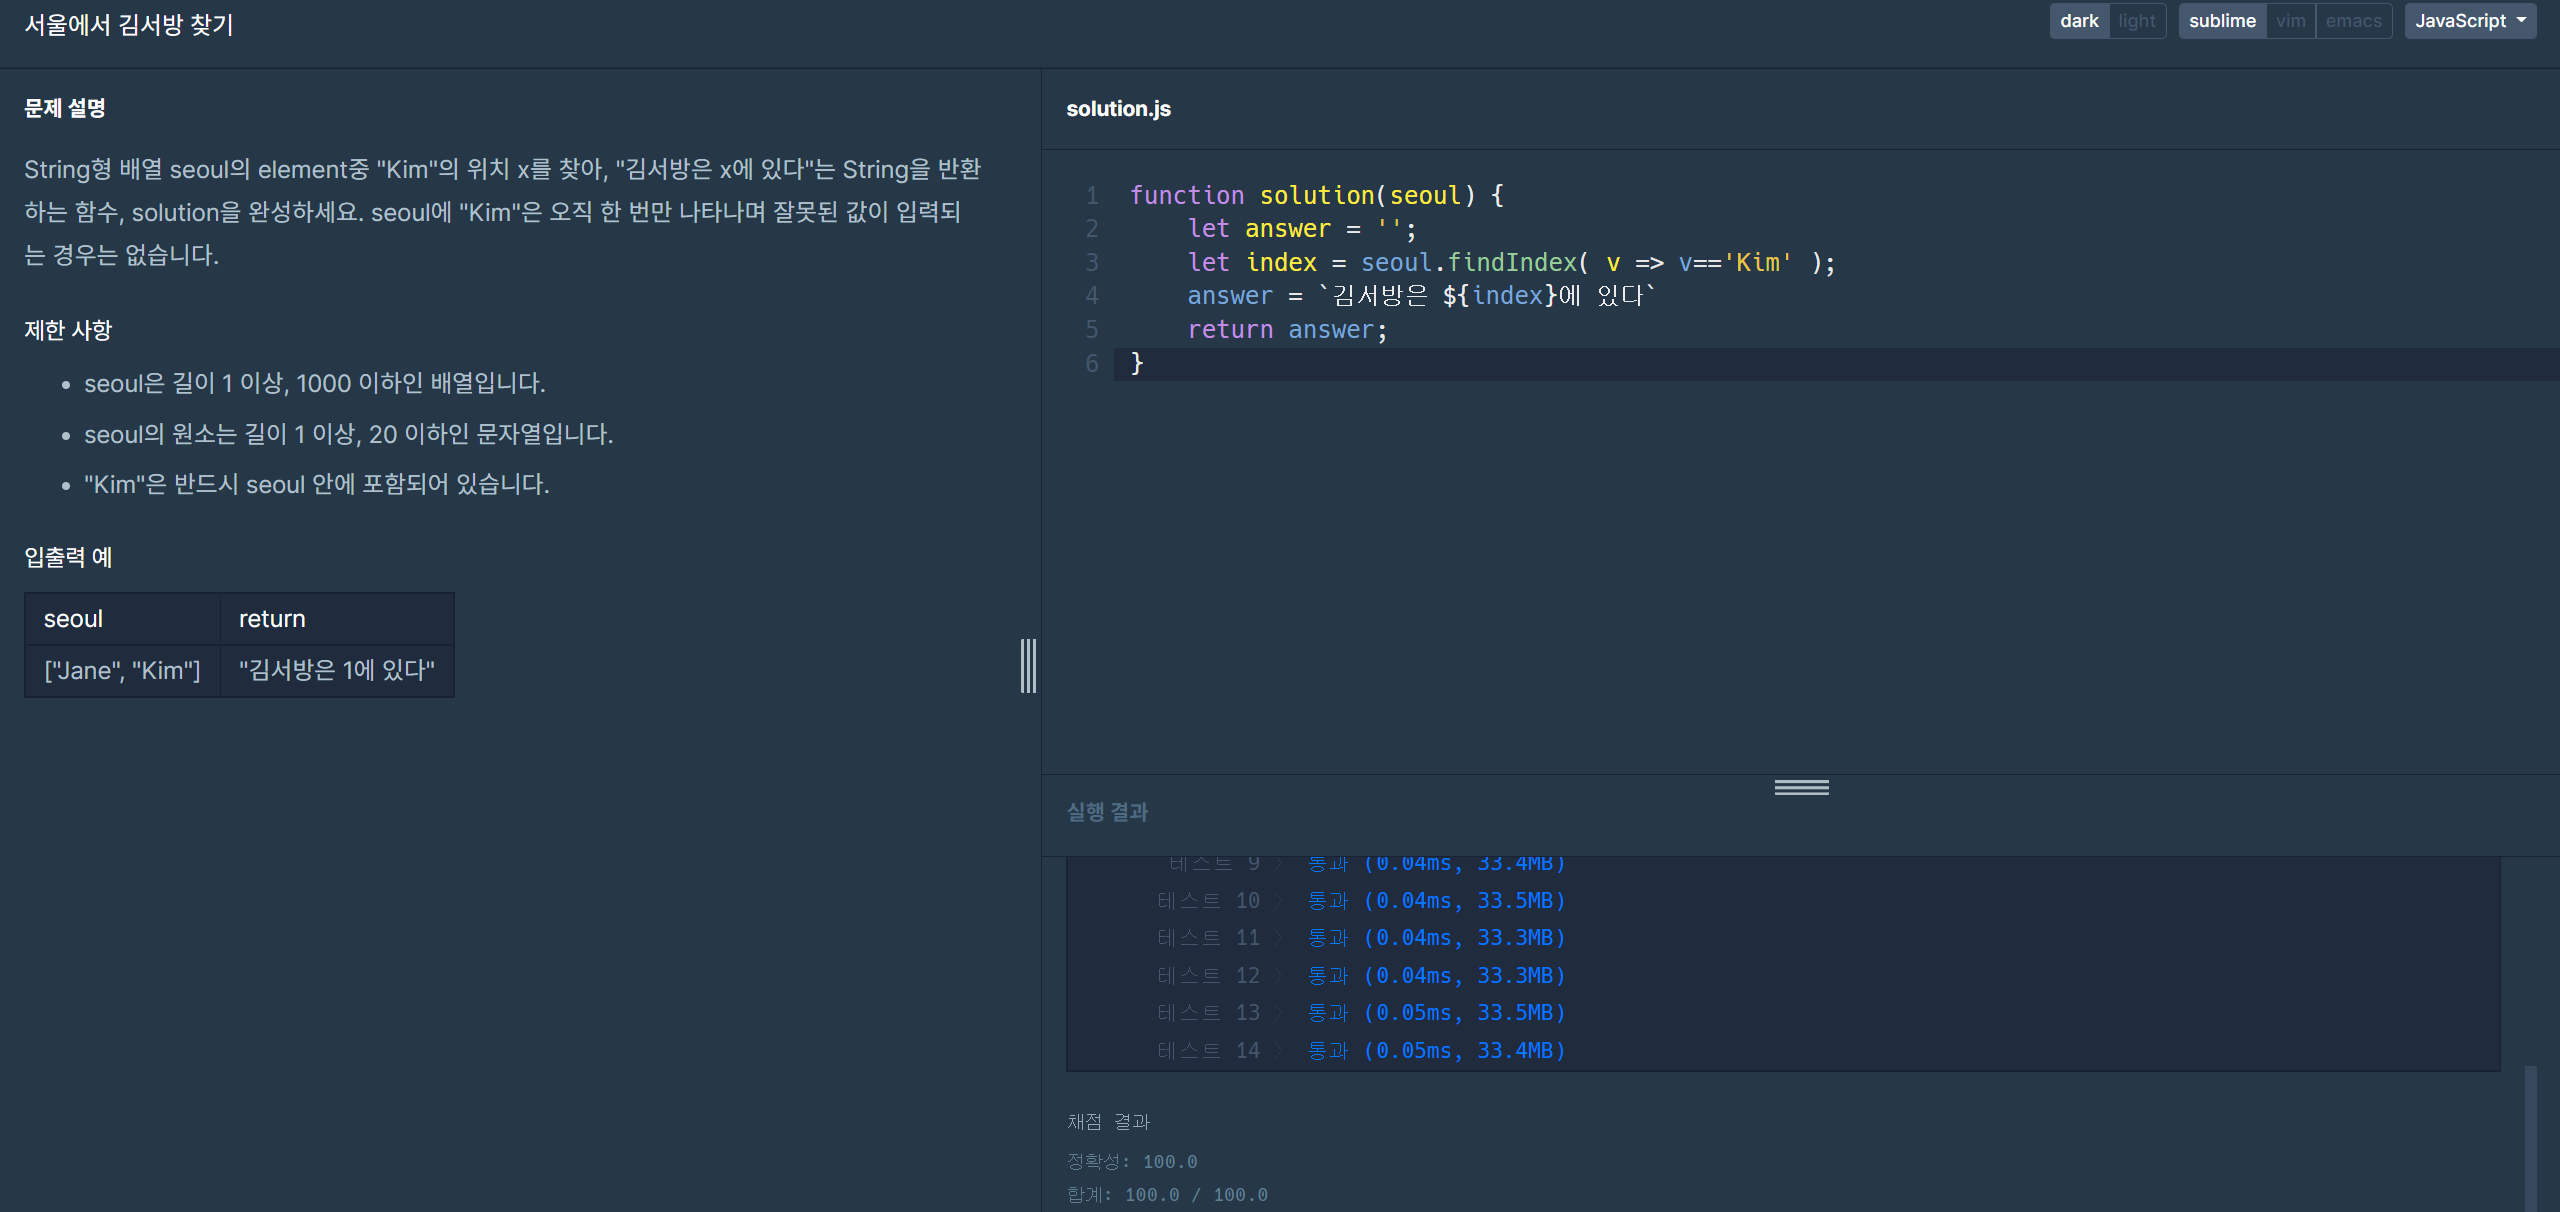 서울에서 김서방 찾기
dark light sublime vim emacs JavaScript
문제 설명
String형 배열 seoul의 element중 "Kim"의 위치 x를 찾아, "김서방은 x에 있다"는 String을 반환
하는 함수, solution을 완성하세요. seoul에 "Kim"은 오직 한 번만 나타나며 잘못된 값이 입력되
는 경우는 없습니다.
제한 사항
• seoul은 길이 1 이상, 1000 이하인 배열입니다.
• seoul의 원소는 길이 1 이상, 20 이하인 문자열입니다.
• "Kim"은 반드시 seoul 안에 포함되어 있습니다.
입출력 예
seoul return
["Jane", "Kim"] "김서방은 1에 있다"
solution.js
1 function solution(seoul) {
2     let answer = '';
3     let index = seoul.findIndex( v => v=='Kim' );
4     answer = `김서방은 ${index}에 있다`
5     return answer;
6 }
실행 결과
테스트 9 〉 통과 (0.04ms, 33.4MB)
테스트 10 〉 통과 (0.04ms, 33.5MB)
테스트 11 〉 통과 (0.04ms, 33.3MB)
테스트 12 〉 통과 (0.04ms, 33.3MB)
테스트 13 〉 통과 (0.05ms, 33.5MB)
테스트 14 〉 통과 (0.05ms, 33.4MB)
채점 결과
정확성: 100.0
합계: 100.0 / 100.0